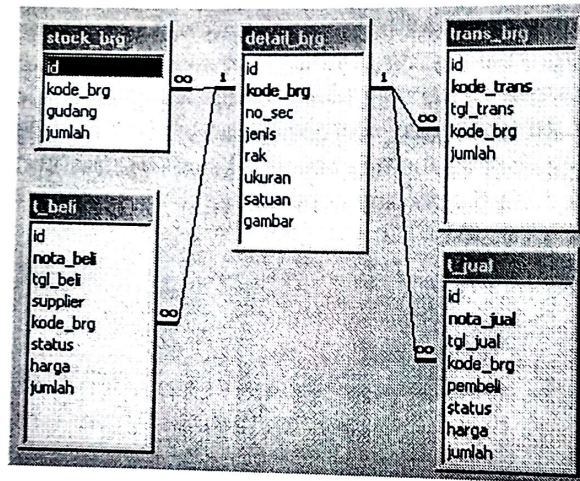 stock_brg
id
kode_brg
gudang
jumlah
detail_brg
id
kode_brg
no_sec
jenis
rak
ukuran
satuan
gambar
trans_brg
id
kode_trans
tgl_trans
kode_brg
jumlah
t_beli
id
nota_beli
tgl_beli
supplier
kode_brg
status
harga
jumlah
t_jual
id
nota_jual
tgl_jual
kode_brg
pembeli
status
harga
jumlah
∞
1
1
∞
∞
∞